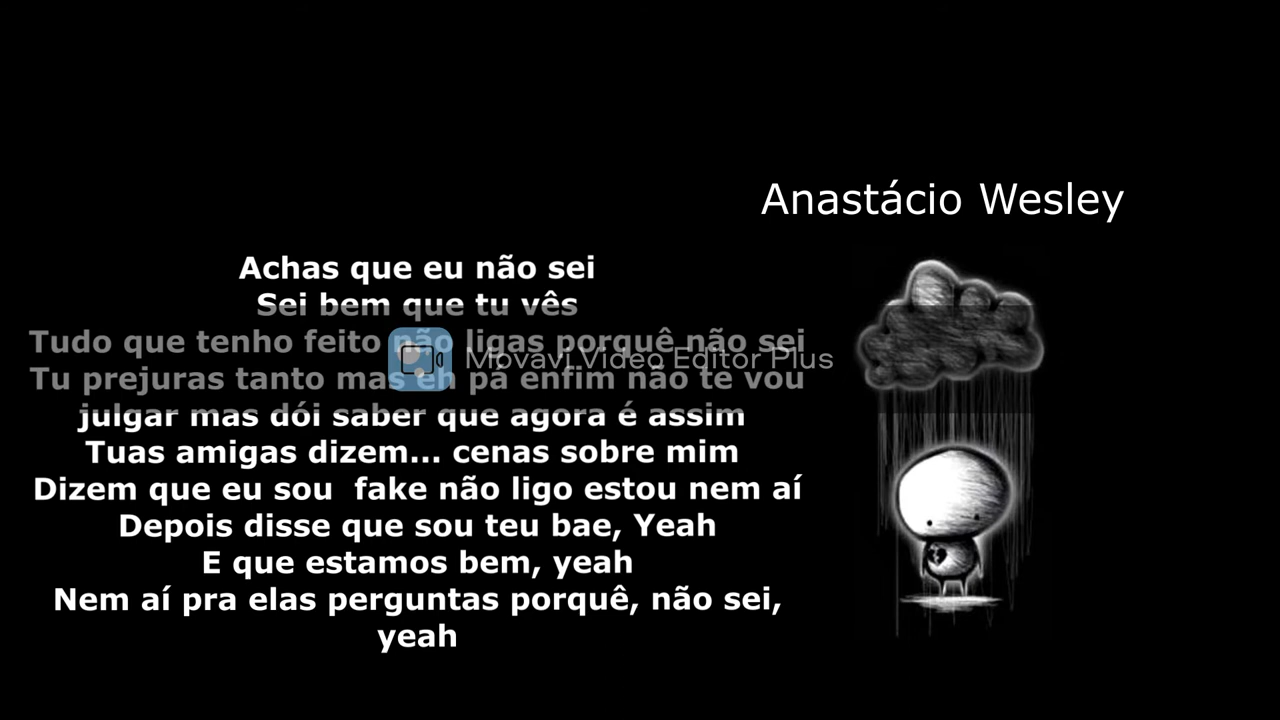 Anastácio Wesley
Achas que eu não sei
Sei bem que tu vês
Tudo que tenho feito não ligas porquê não sei
Movavi Video Editor Plus
Tu prejuras tanto mas eh pá enfim não te vou
julgar mas dói saber que agora é assim
Tuas amigas dizem... cenas sobre mim
Dizem que eu sou  fake não ligo estou nem aí
Depois disse que sou teu bae, Yeah
E que estamos bem, yeah
Nem aí pra elas perguntas porquê, não sei,
yeah